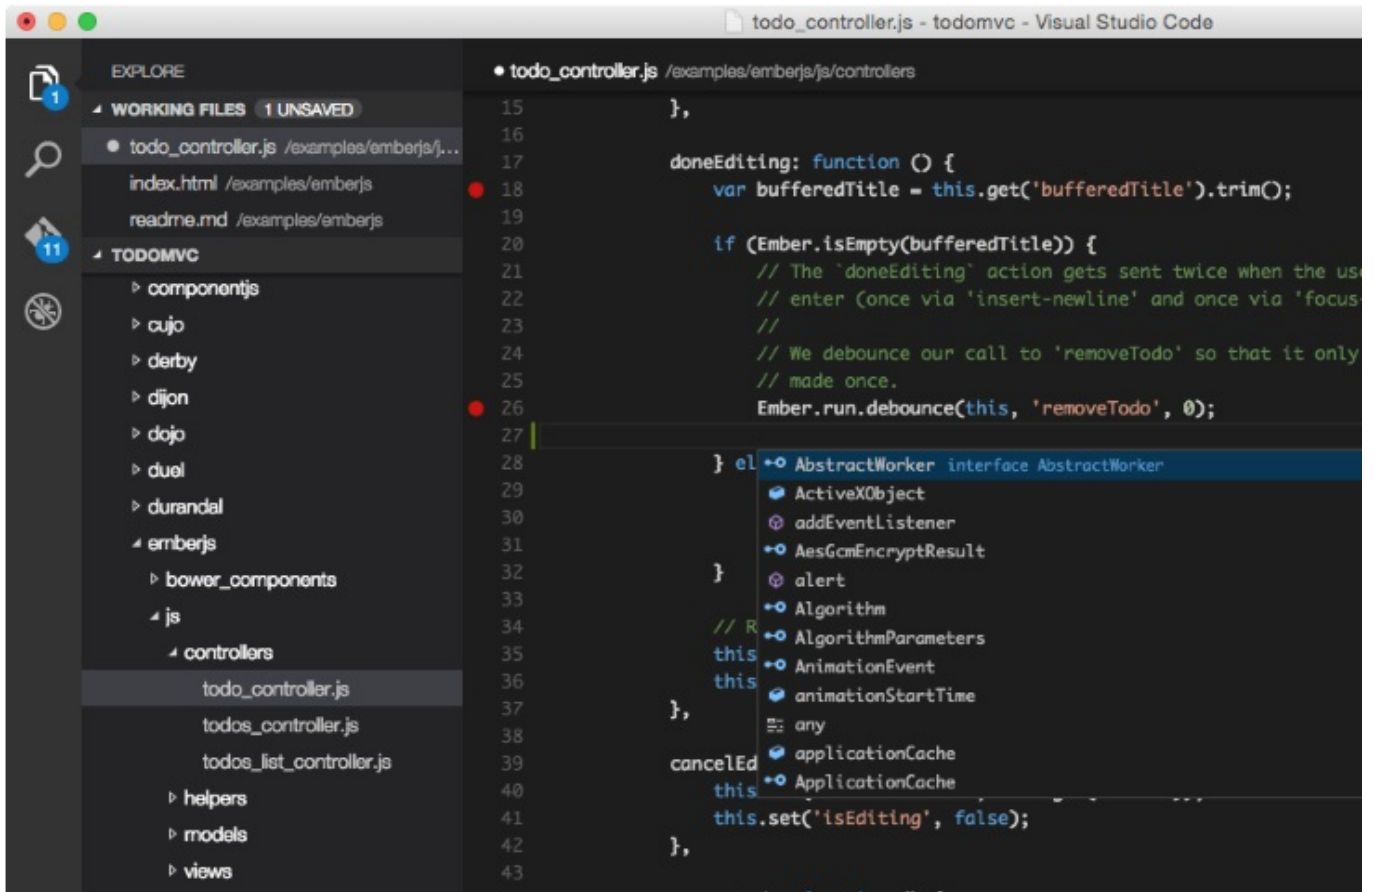 todo_controller.js - todomvc - Visual Studio Code
EXPLORE
WORKING FILES 1 UNSAVED
todo_controller.js /examples/emberjs/j...
index.html /examples/emberjs
readme.md /examples/emberjs
TODOMVC
componentjs
cujo
derby
dijon
dojo
duel
durandal
emberjs
bower_components
js
controllers
todo_controller.js
todos_controller.js
todos_list_controller.js
helpers
models
views
1
11
todo_controller.js /examples/emberjs/js/controllers
15 },
16
17 doneEditing: function () {
18 var bufferedTitle = this.get('bufferedTitle').trim();
19
20 if (Ember.isEmpty(bufferedTitle)) {
21 // The `doneEditing` action gets sent twice when the use
22 // enter (once via 'insert-newline' and once via 'focus-
23 //
24 // We debounce our call to 'removeTodo' so that it only
25 // made once.
26 Ember.run.debounce(this, 'removeTodo', 0);
27
28 } el
29
30
31
32 }
33
34 // R
35 this
36 this
37 },
38
39 cancelEd
40 this
41 this.set('isEditing', false);
42 },
43
AbstractWorker interface AbstractWorker
ActiveXObject
addEventListener
AesGcmEncryptResult
alert
Algorithm
AlgorithmParameters
AnimationEvent
animationStartTime
any
applicationCache
ApplicationCache